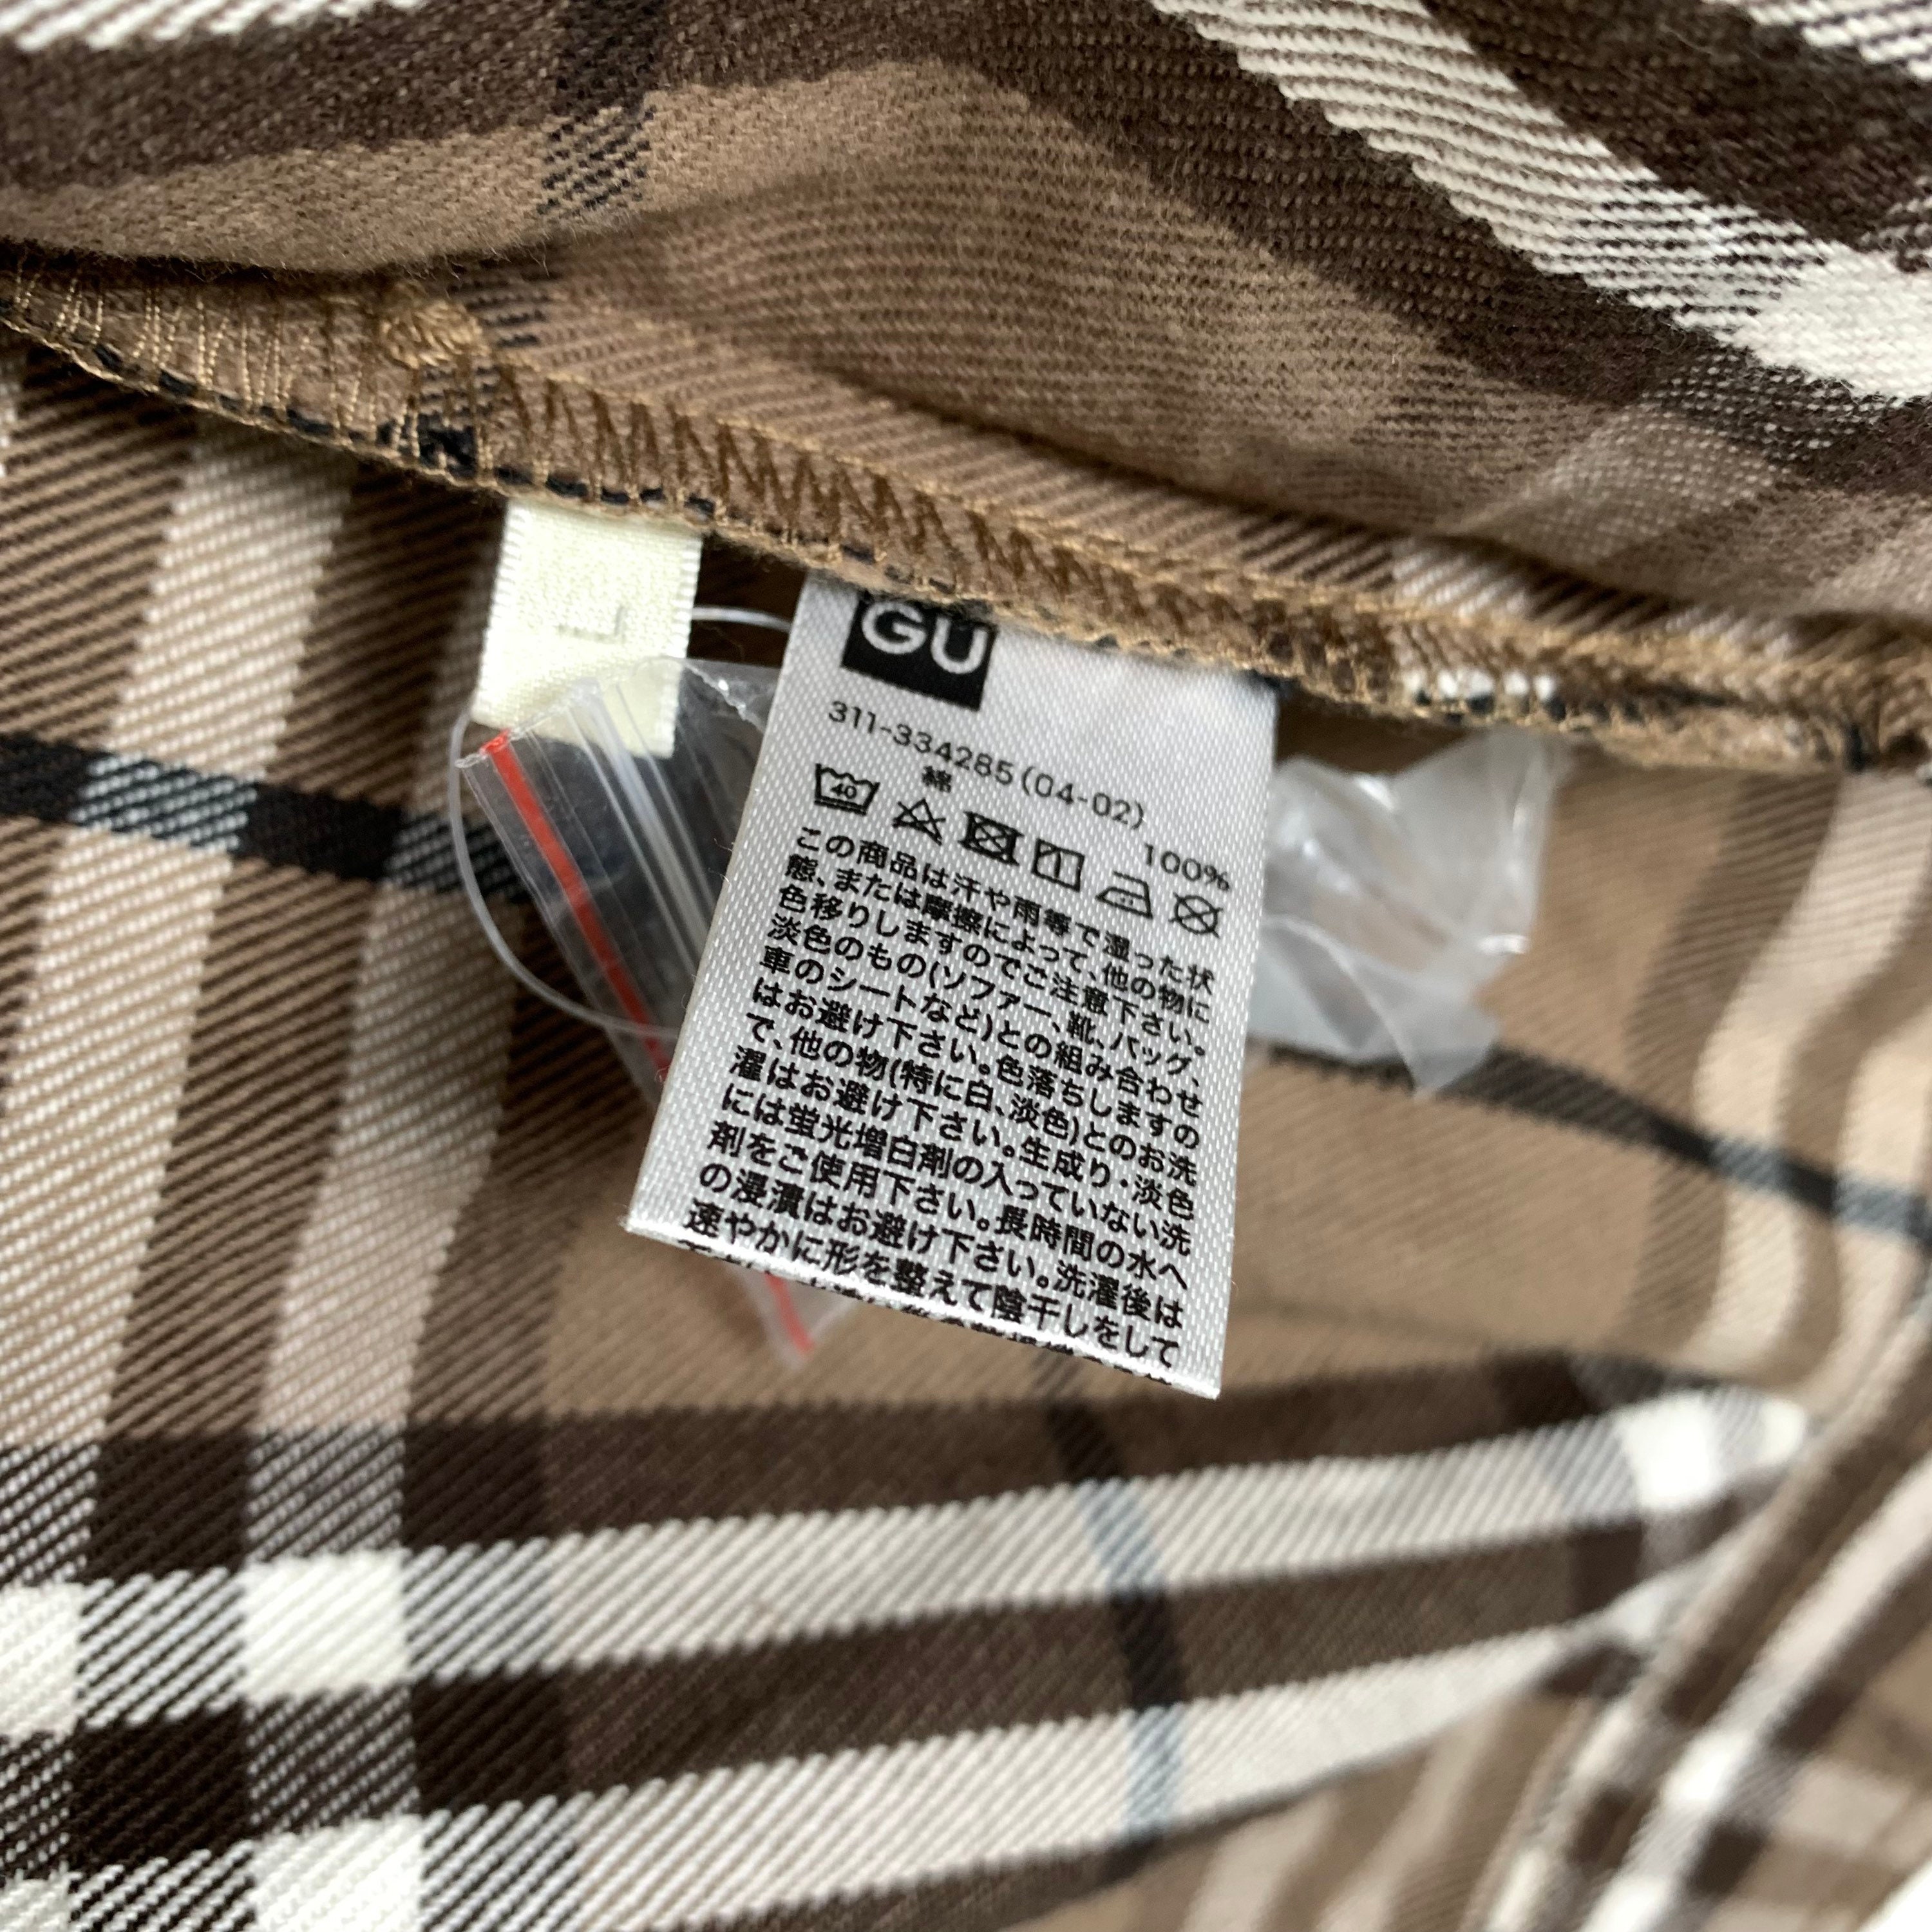 L
GU
311-334285(04-02)
綿 100%
40
この商品は汗や雨等で湿った状
態、または摩擦によって、他の物に
色移りしますのでご注意下さい。
淡色のもの(ソファー、靴、バッグ、
車のシートなど)との組み合わせ
はお避け下さい。色落ちしますの
で、他の物(特に白、淡色)とのお洗
濯はお避け下さい。生成り・淡色
には蛍光増白剤の入っていない洗
剤をご使用下さい。長時間の水へ
の浸漬はお避け下さい。洗濯後は
速やかに形を整えて陰干しをして